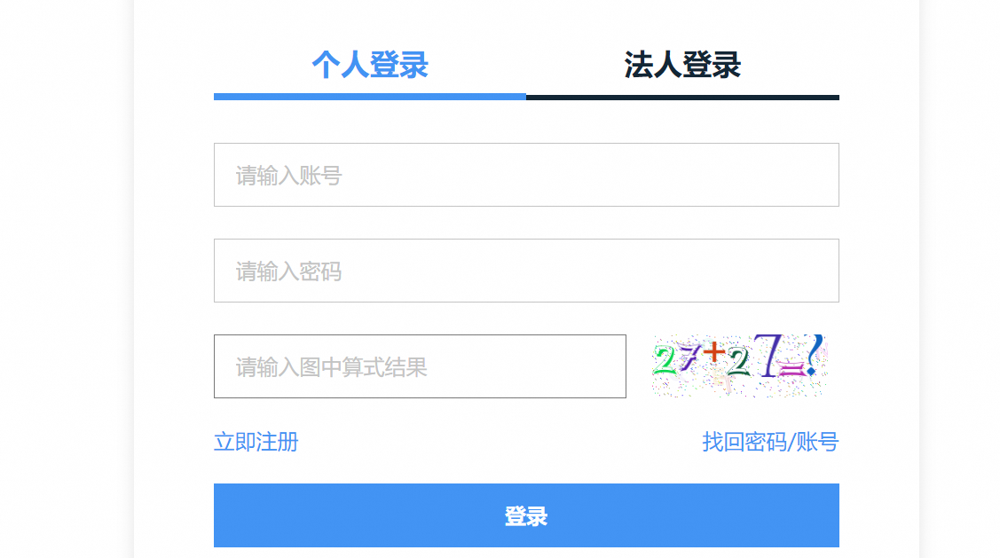 个人登录 法人登录
请输入账号
请输入密码
请输入图中算式结果 27+27=?
立即注册 找回密码/账号
登录